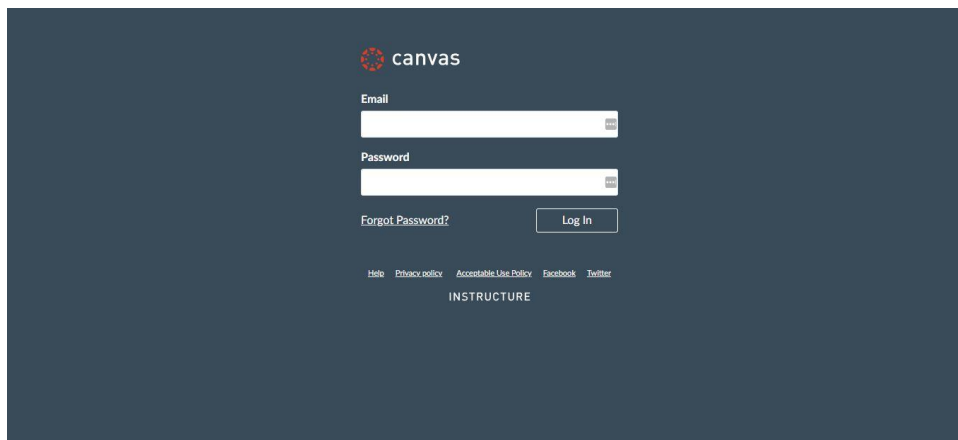 canvas
Email
Password
Forgot Password? Log In
Help Privacy policy Acceptable Use Policy Facebook Twitter
INSTRUCTURE